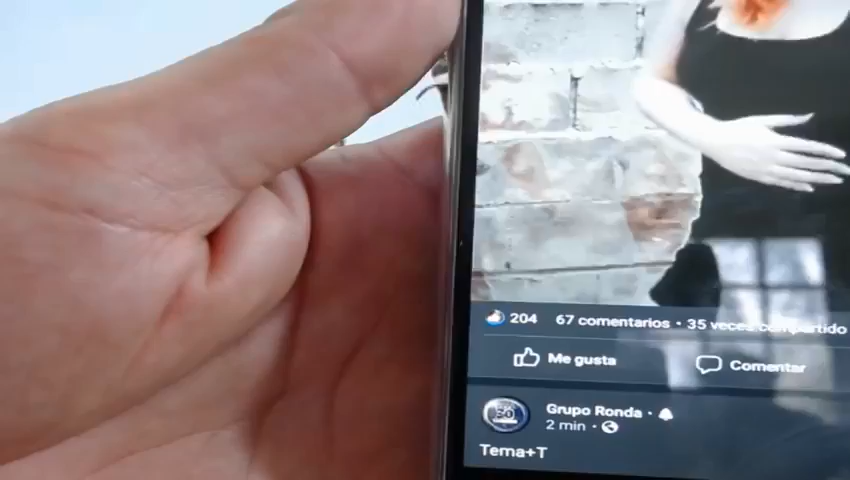 204 67 comentarios • 35 veces compartido
Me gusta Comentar
Grupo Ronda ·
2 min ·
Tema+T